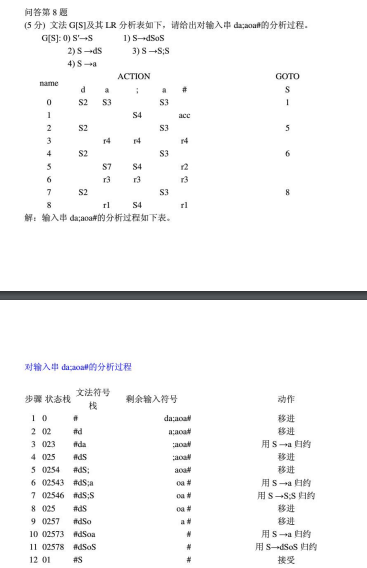 问答第 8 题
(5 分) 文法 G[S]及其 LR 分析表如下，请给出对输入串 da;aoa#的分析过程。
G[S]: 0) S'→S 1) S→dSoS
2) S →dS 3) S →S;S
4) S →a
name ACTION GOTO
d a ; a # S
0 S2 S3 S3 1
1 S4 acc
2 S2 S3 5
3 r4 r4 r4
4 S2 S3 6
5 S7 S4 r2
6 r3 r3 r3
7 S2 S3 8
8 r1 S4 r1
解：输入串 da;aoa#的分析过程如下表。
对输入串 da;aoa#的分析过程
步骤 状态栈 文法符号栈 剩余输入符号 动作
1 0 # da;aoa# 移进
2 02 #d a;aoa# 移进
3 023 #da ;aoa# 用 S →a 归约
4 025 #dS ;aoa# 移进
5 0254 #dS; aoa# 移进
6 02543 #dS;a oa # 用 S →a 归约
7 02546 #dS;S oa # 用 S →S;S 归约
8 025 #dS oa # 移进
9 0257 #dSo a # 移进
10 02573 #dSoa # 用 S →a 归约
11 02578 #dSoS # 用 S→dSoS 归约
12 01 #S # 接受